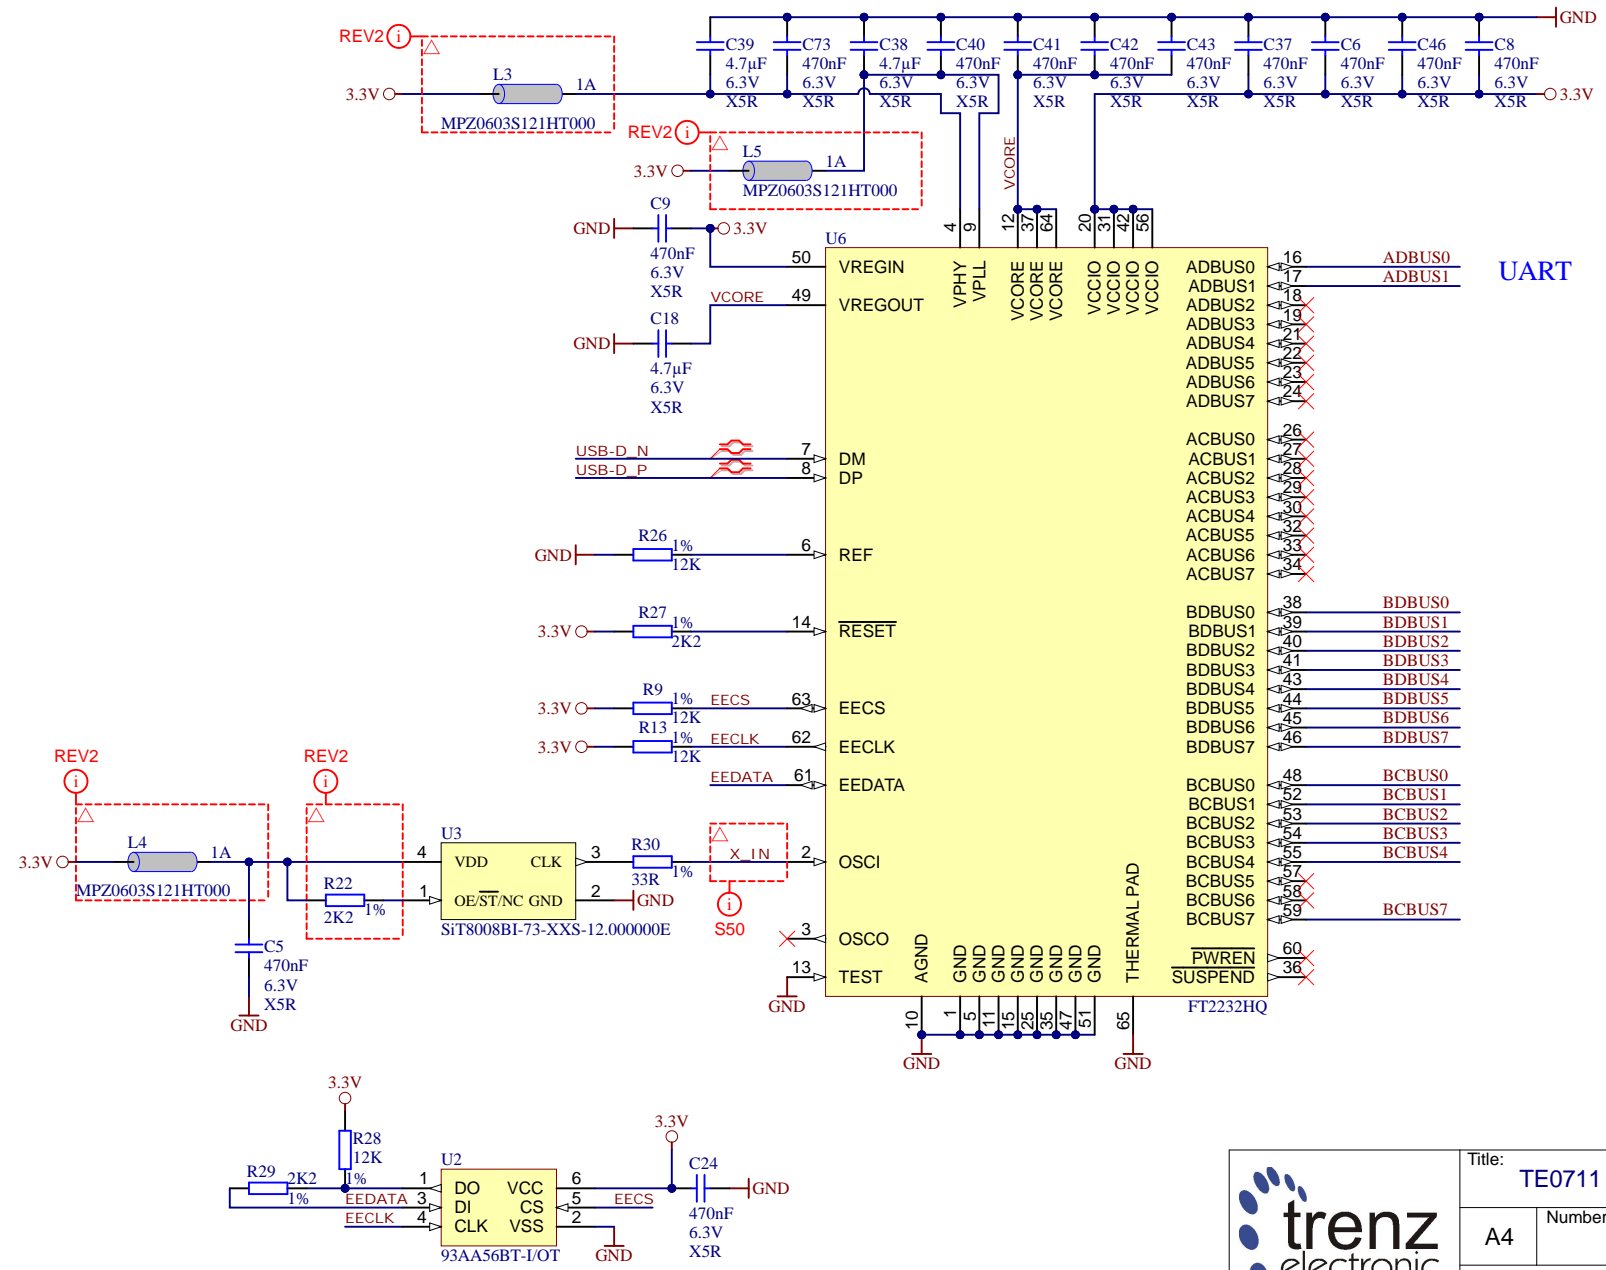 REV2 i
L3
3.3V
1A
MPZ0603S121HT000
C39
4.7µF
6.3V
X5R
C73
470nF
6.3V
X5R
C38
4.7µF
6.3V
X5R
C40
470nF
6.3V
X5R
C41
470nF
6.3V
X5R
C42
470nF
6.3V
X5R
C43
470nF
6.3V
X5R
C37
470nF
6.3V
X5R
C6
470nF
6.3V
X5R
C46
470nF
6.3V
X5R
C8
470nF
6.3V
X5R
GND
3.3V
REV2 i
L5
3.3V
1A
MPZ0603S121HT000
VCORE
C9
GND
3.3V
470nF
6.3V
X5R
VCORE
C18
GND
4.7µF
6.3V
X5R
U6
4 VPHY
9 VPLL
12 VCORE
37 VCORE
64 VCORE
20 VCCIO
31 VCCIO
42 VCCIO
56 VCCIO
50 VREGIN
49 VREGOUT
USB-D_N 7 DM
USB-D_P 8 DP
GND R26 1% 12K 6 REF
3.3V R27 1% 2K2 14 RESET
3.3V R9 1% 12K EECS 63 EECS
3.3V R13 1% 12K EECLK 62 EECLK
EEDATA 61 EEDATA
X_IN 2 OSCI
3 OSCO
13 TEST
GND
ADBUS0 16 ADBUS0
ADBUS1 17 ADBUS1
UART
ADBUS2 18
ADBUS3 19
ADBUS4 21
ADBUS5 22
ADBUS6 23
ADBUS7 24
ACBUS0 26
ACBUS1 27
ACBUS2 28
ACBUS3 29
ACBUS4 30
ACBUS5 32
ACBUS6 33
ACBUS7 34
BDBUS0 38 BDBUS0
BDBUS1 39 BDBUS1
BDBUS2 40 BDBUS2
BDBUS3 41 BDBUS3
BDBUS4 43 BDBUS4
BDBUS5 44 BDBUS5
BDBUS6 45 BDBUS6
BDBUS7 46 BDBUS7
BCBUS0 48 BCBUS0
BCBUS1 52 BCBUS1
BCBUS2 53 BCBUS2
BCBUS3 54 BCBUS3
BCBUS4 55 BCBUS4
BCBUS5 57
BCBUS6 58
BCBUS7 59 BCBUS7
PWREN 60
SUSPEND 36
AGND 10
GND 1
GND 5
GND 11
GND 15
GND 25
GND 35
GND 47
GND 51
THERMAL PAD 65
FT2232HQ
GND
GND
REV2
i
L4
3.3V
1A
MPZ0603S121HT000
REV2
i
R22
2K2
1%
C5
470nF
6.3V
X5R
GND
U3
4 VDD CLK 3
1 OE/ST/NC GND 2
SiT8008BI-73-XXS-12.000000E
R30
33R
1%
GND
i
S50
3.3V
R28
12K
1%
R29
2K2
1%
EEDATA
EECLK
U2
1 DO VCC 6
3 DI CS 5
4 CLK VSS 2
93AA56BT-I/OT
EECS
GND
3.3V
C24
470nF
6.3V
X5R
GND
trenz
electronic
Title:
TE0711
A4
Number